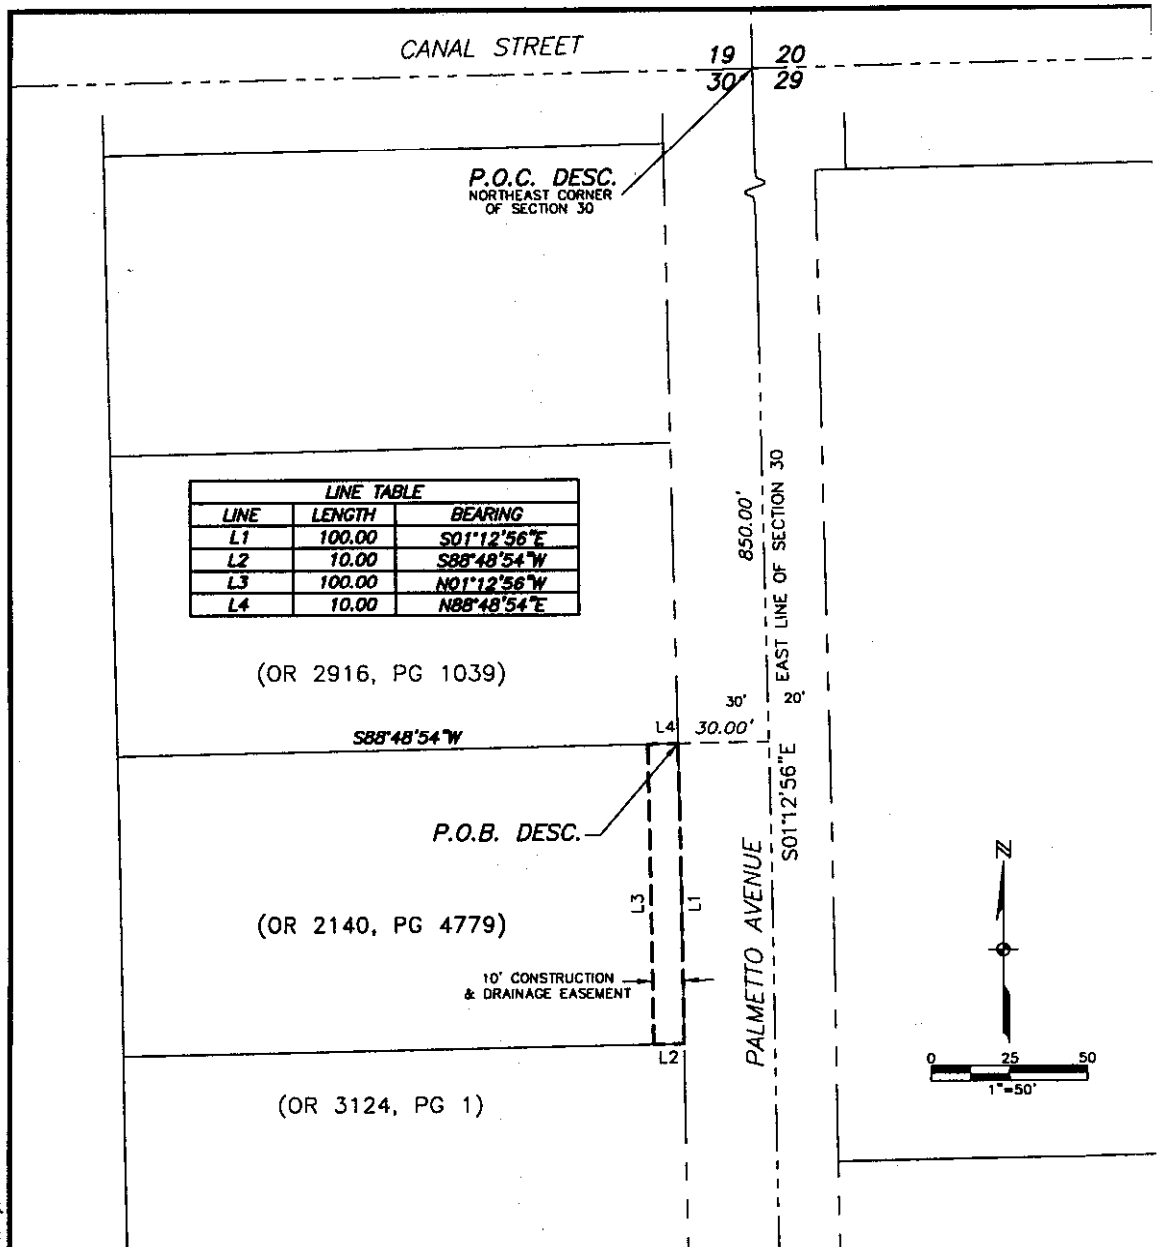 CANAL STREET
19 20
30 29
P.O.C. DESC.
NORTHEAST CORNER
OF SECTION 30
LINE TABLE
LINE LENGTH BEARING
L1 100.00 S01°12'56"E
L2 10.00 S88°48'54"W
L3 100.00 N01°12'56"W
L4 10.00 N88°48'54"E
850.00'
EAST LINE OF SECTION 30
(OR 2916, PG 1039)
30' 20'
L4 30.00'
S88°48'54"W
S01°12'56"E
P.O.B. DESC.
PALMETTO AVENUE
L3 L1
(OR 2140, PG 4779)
10' CONSTRUCTION
& DRAINAGE EASEMENT
L2
N
0 25 50
1"=50'
(OR 3124, PG 1)